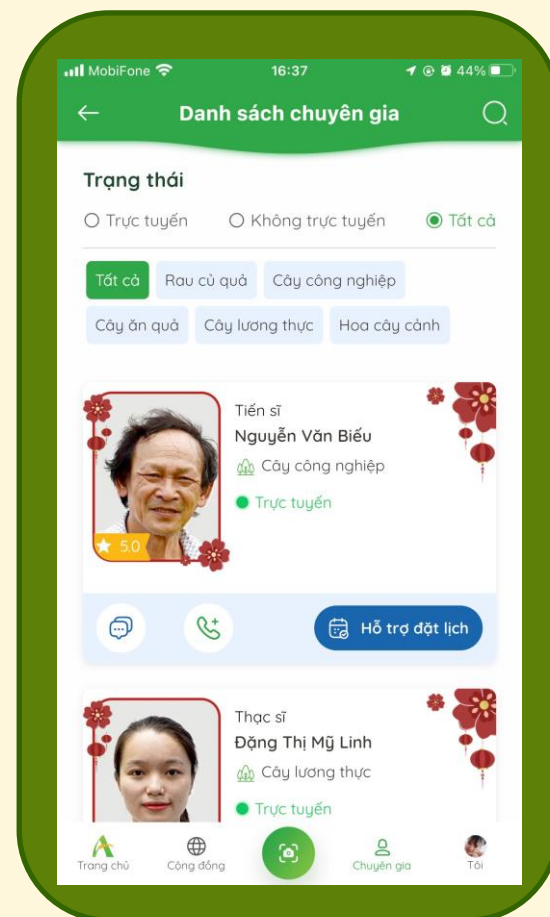 MobiFone 16:37 44%
Danh sách chuyên gia
Trạng thái
Trực tuyến Không trực tuyến Tất cả
Tất cả Rau củ quả Cây công nghiệp
Cây ăn quả Cây lương thực Hoa cây cảnh
Tiến sĩ
Nguyễn Văn Biếu
Cây công nghiệp
Trực tuyến
5.0
Hỗ trợ đặt lịch
Thạc sĩ
Đặng Thị Mỹ Linh
Cây lương thực
Trực tuyến
Trang chủ Cộng đồng Chuyên gia Tôi